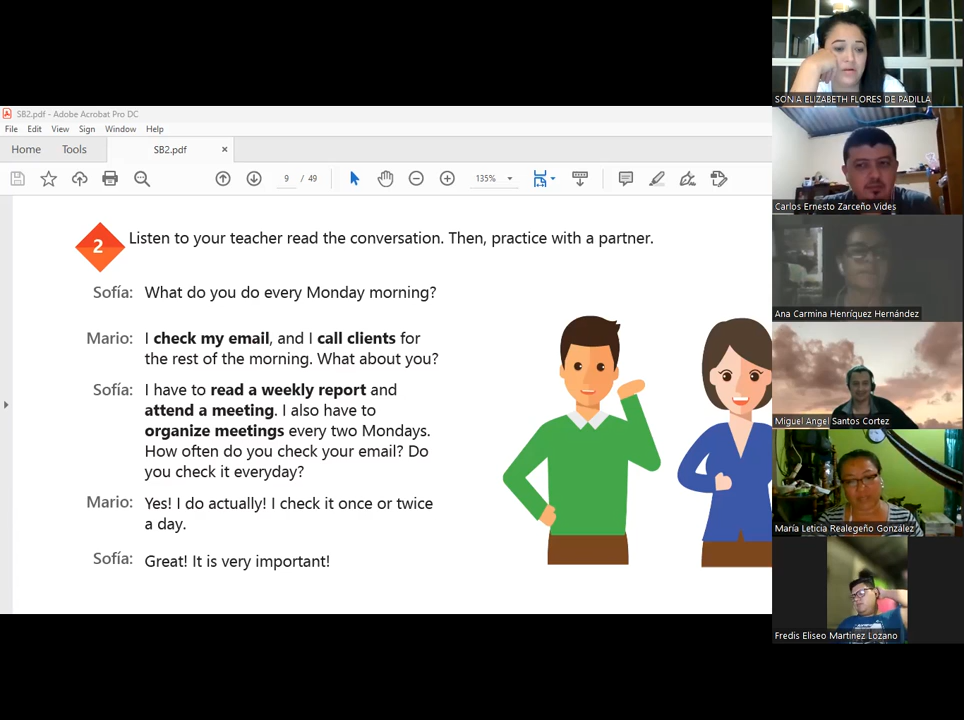 SB2.pdf - Adobe Acrobat Pro DC
File Edit View Sign Window Help
Home Tools SB2.pdf ×
9 / 49 135%
2 Listen to your teacher read the conversation. Then, practice with a partner.
Sofía: What do you do every Monday morning?
Mario: I check my email, and I call clients for
the rest of the morning. What about you?
Sofía: I have to read a weekly report and
attend a meeting. I also have to
organize meetings every two Mondays.
How often do you check your email? Do
you check it everyday?
Mario: Yes! I do actually! I check it once or twice
a day.
Sofía: Great! It is very important!
SONIA ELIZABETH FLORES DE PADILLA
Carlos Ernesto Zarceño Vides
Ana Carmina Henríquez Hernández
Miguel Angel Santos Cortez
María Leticia Realegeño González
Fredis Eliseo Martinez Lozano